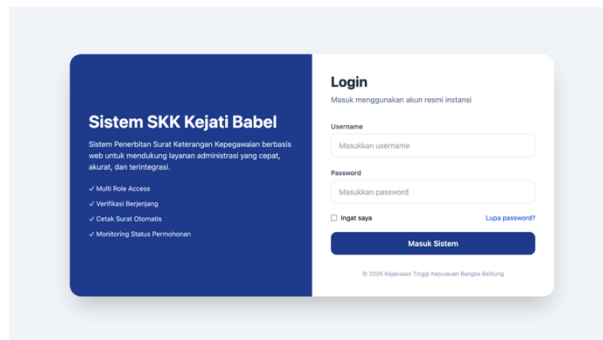 Sistem SKK Kejati Babel
Sistem Penerbitan Surat Keterangan Kepegawaian berbasis
web untuk mendukung layanan administrasi yang cepat,
akurat, dan terintegrasi.
✓ Multi Role Access
✓ Verifikasi Berjenjang
✓ Cetak Surat Otomatis
✓ Monitoring Status Permohonan
Login
Masuk menggunakan akun resmi instansi
Username
Masukkan username
Password
Masukkan password
Ingat saya
Lupa password?
Masuk Sistem
© 2026 Kejaksaan Tinggi Kepulauan Bangka Belitung